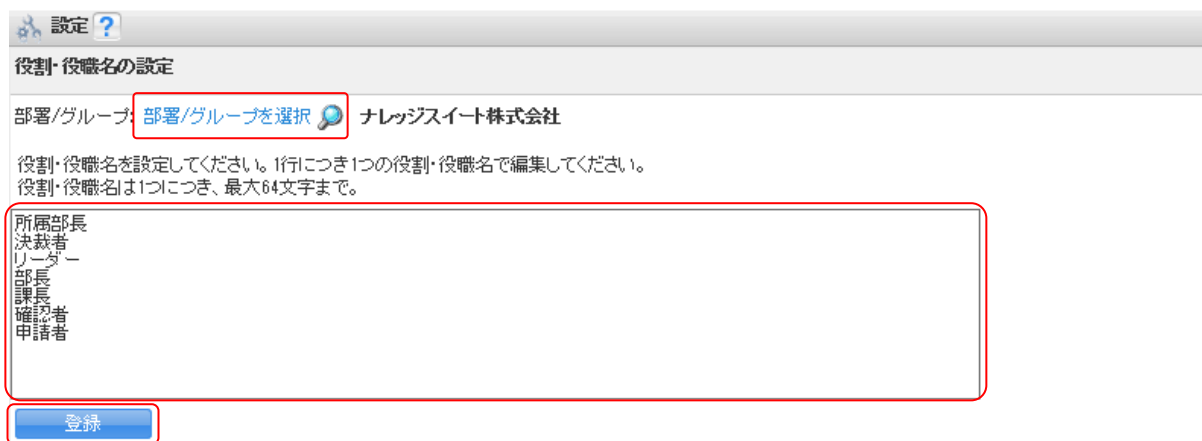 設定 ?
役割・役職名の設定
部署/グループ: 部署/グループを選択 ナレッジスイート株式会社
役割・役職名を設定してください。1行につき1つの役割・役職名で編集してください。
役割・役職名は1つにつき、最大64文字まで。
所属部長
決裁者
リーダー
部長
課長
確認者
申請者
登録